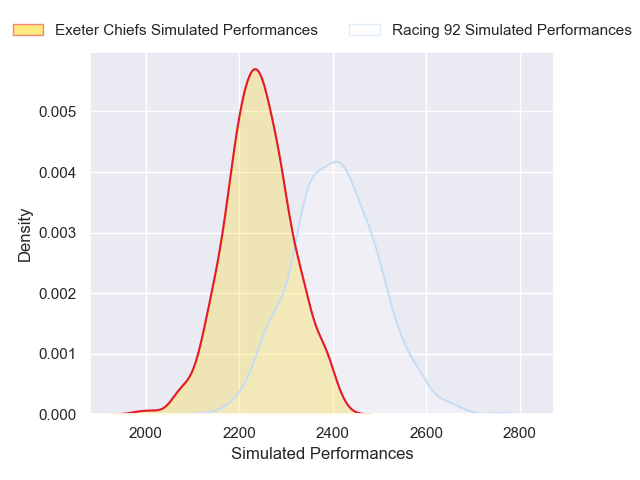 Exeter Chiefs Simulated Performances Racing 92 Simulated Performances
0.005
0.004
0.003
0.002
0.001
0.000
Density
2000 2200 2400 2600 2800
Simulated Performances